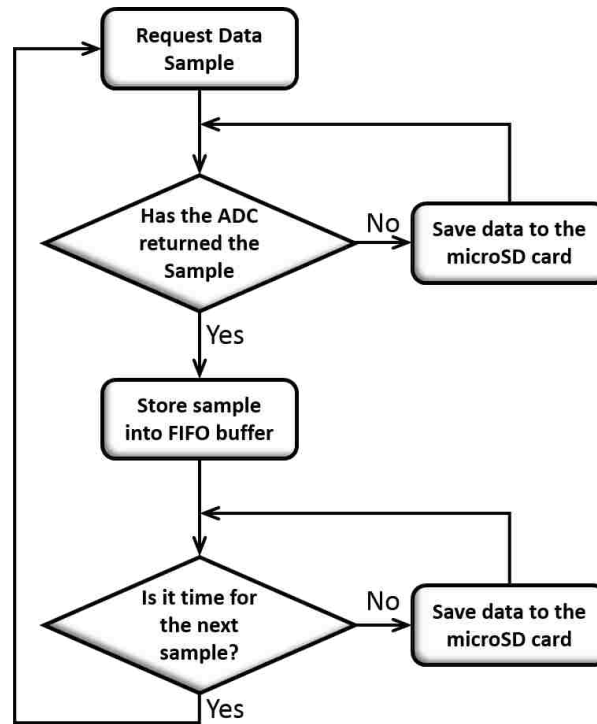 Request Data
Sample
Has the ADC
returned the
Sample
No
Save data to the
microSD card
Yes
Store sample
into FIFO buffer
Is it time for
the next
sample?
No
Save data to the
microSD card
Yes